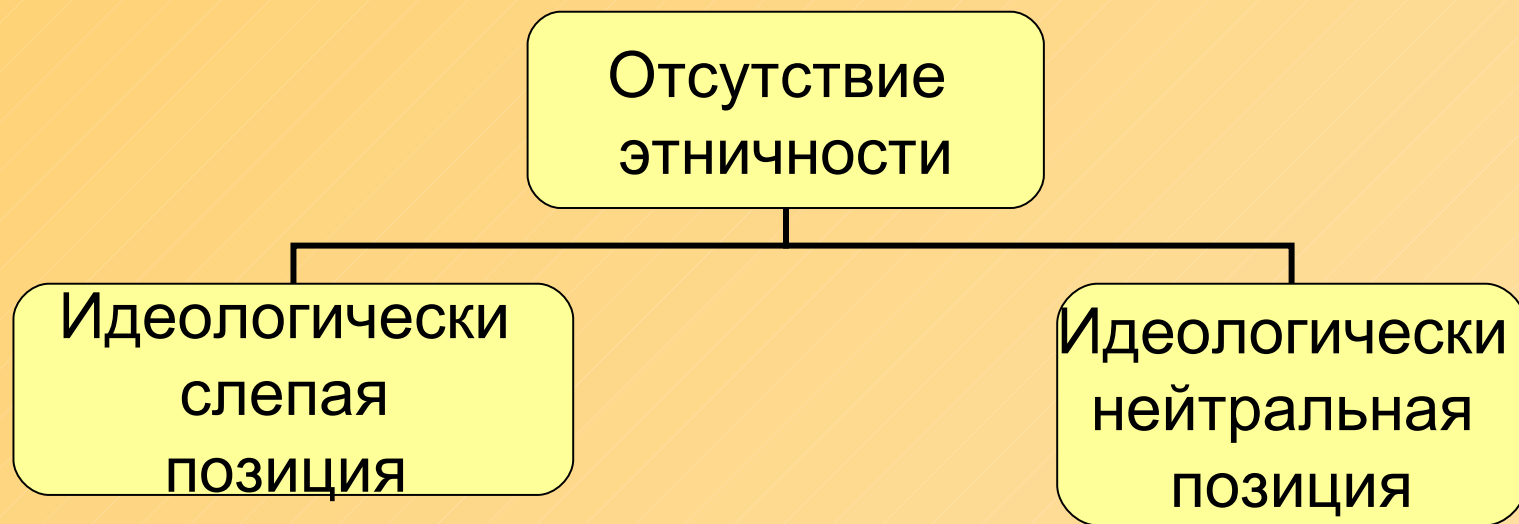 Отсутствие
этничности
Идеологически
слепая
позиция
Идеологически
нейтральная
позиция